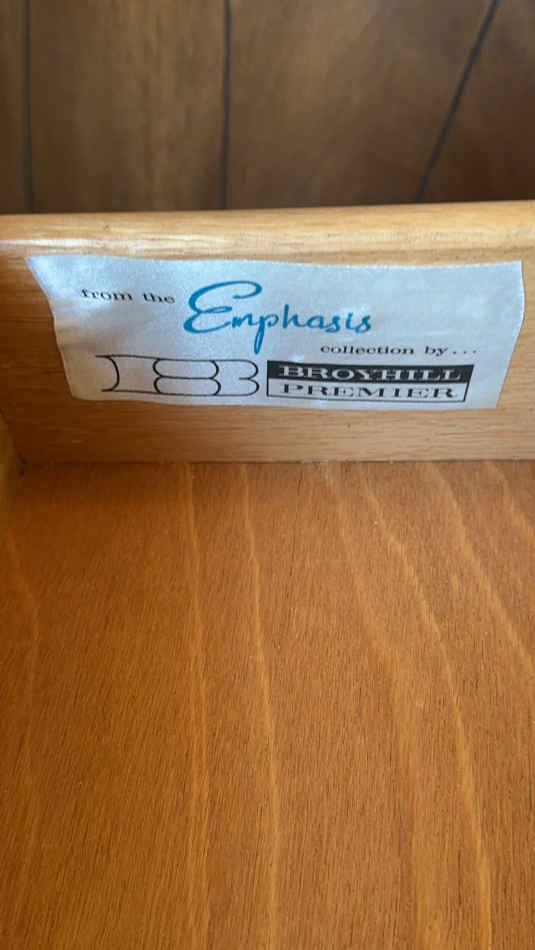 from the Emphasis
collection by...
B BROYHILL
PREMIER